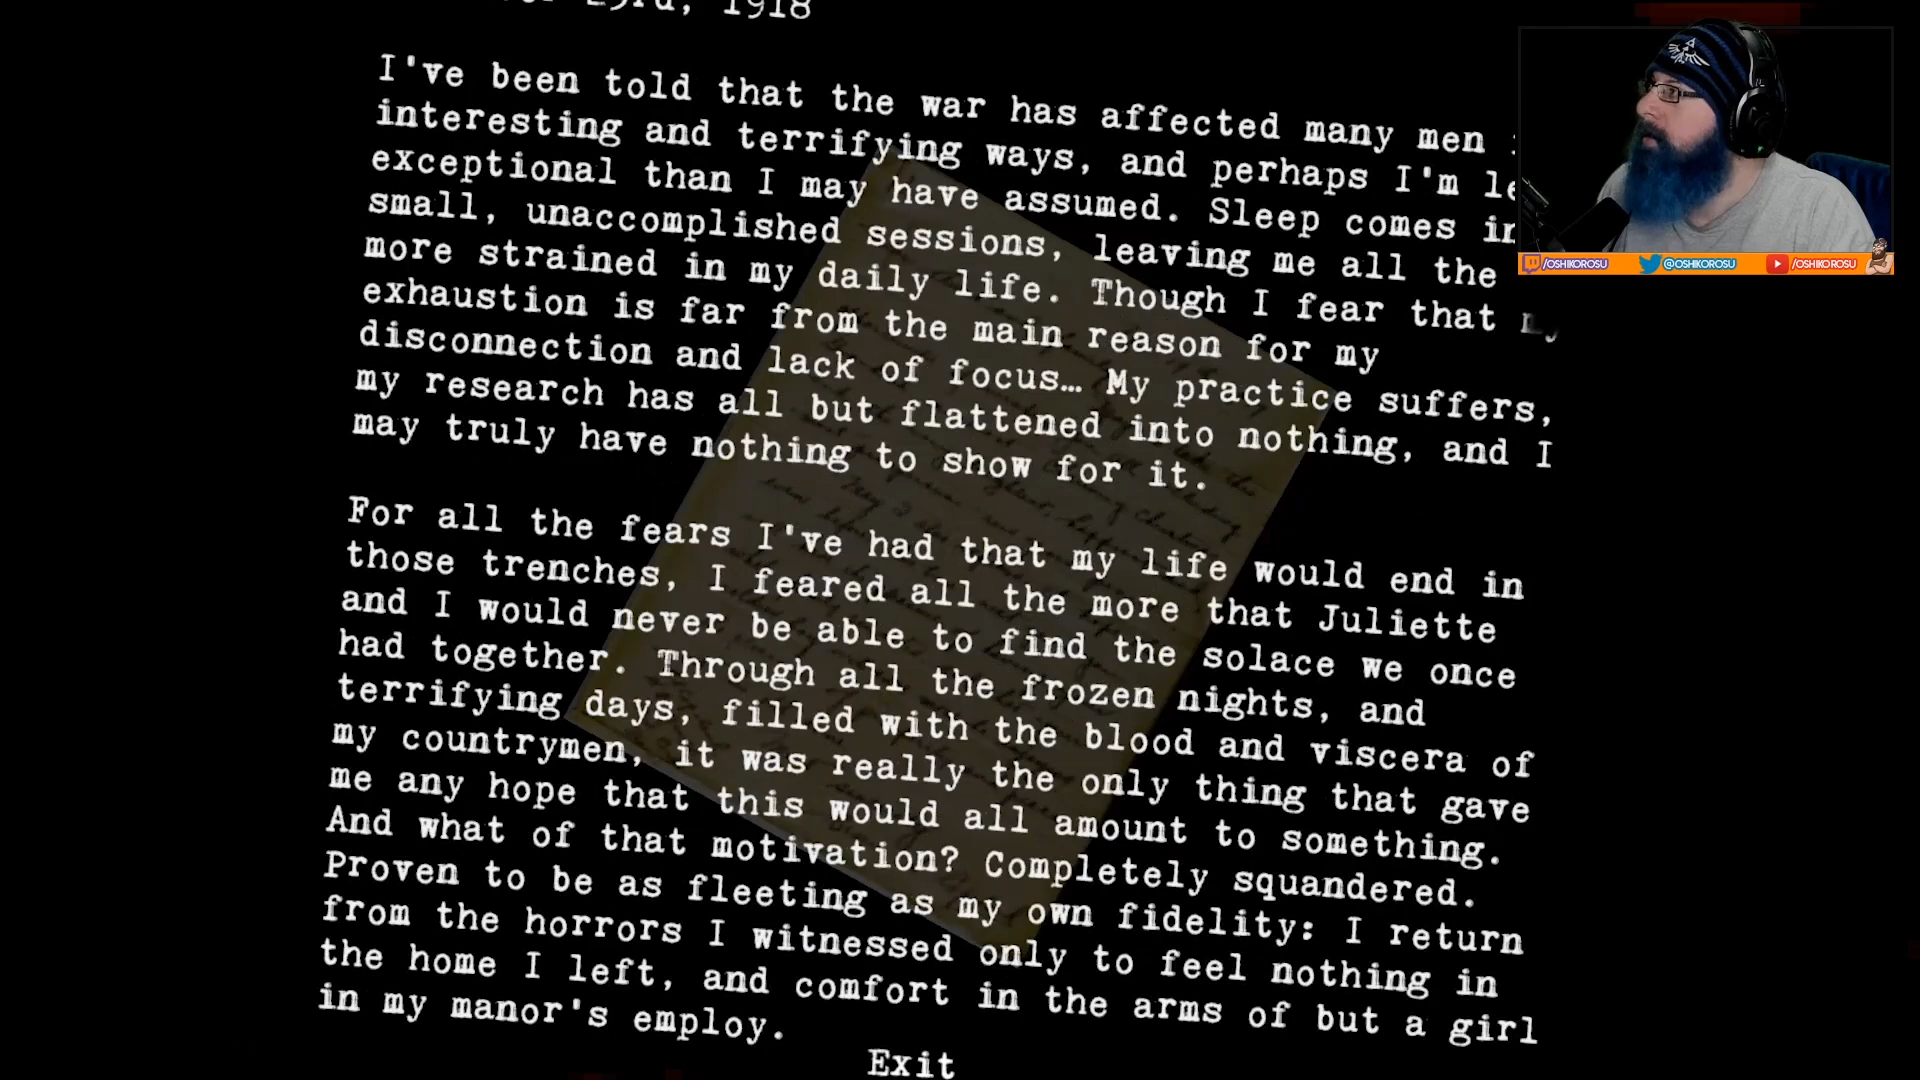 23rd, 1918
I've been told that the war has affected many men
interesting and terrifying ways, and perhaps I'm
exceptional than I may have assumed. Sleep comes in
small, unaccomplished sessions, leaving me all the
more strained in my daily life. Though I fear that my
exhaustion is far from the main reason for my
disconnection and lack of focus… My practice suffers,
my research has all but flattened into nothing, and I
may truly have nothing to show for it.
For all the fears I've had that my life would end in
those trenches, I feared all the more that Juliette
and I would never be able to find the solace we once
had together. Through all the frozen nights, and
terrifying days, filled with the blood and viscera of
my countrymen, it was really the only thing that gave
me any hope that this would all amount to something.
And what of that motivation? Completely squandered.
Proven to be as fleeting as my own fidelity: I return
from the horrors I witnessed only to feel nothing in
the home I left, and comfort in the arms of but a girl
in my manor's employ.
Exit
/OSHIKOROSU @OSHIKOROSU /OSHIKOROSU